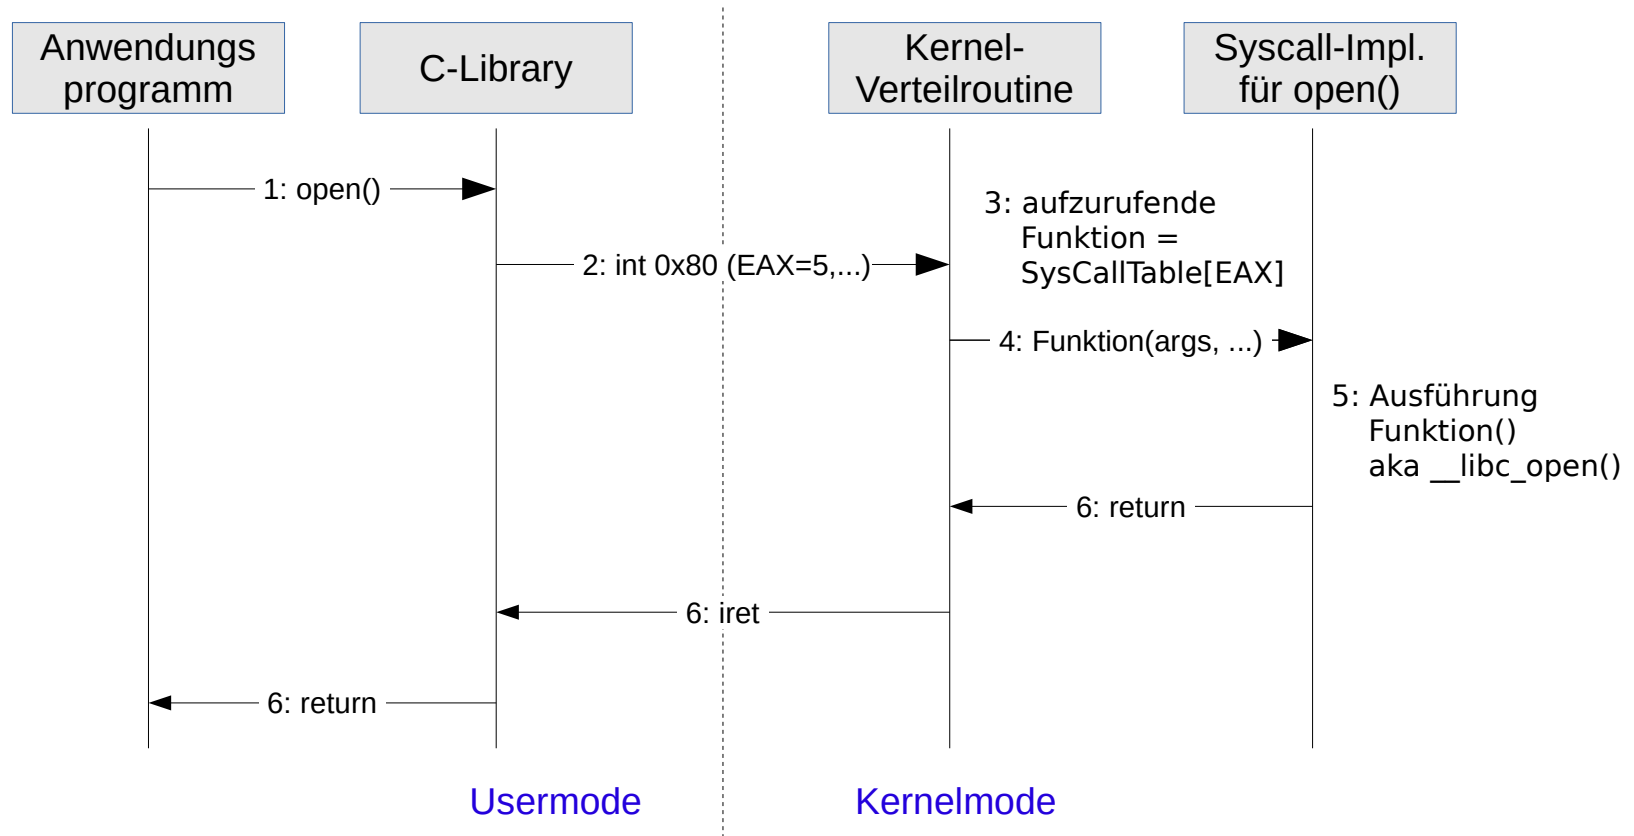 Anwendungs
programm
C-Library
Kernel-
Verteilroutine
Syscall-Impl.
für open()
1: open()
2: int 0x80 (EAX=5,...)
3: aufzurufende
Funktion =
SysCallTable[EAX]
4: Funktion(args, ...)
5: Ausführung
Funktion()
aka __libc_open()
6: return
6: iret
6: return
Usermode
Kernelmode